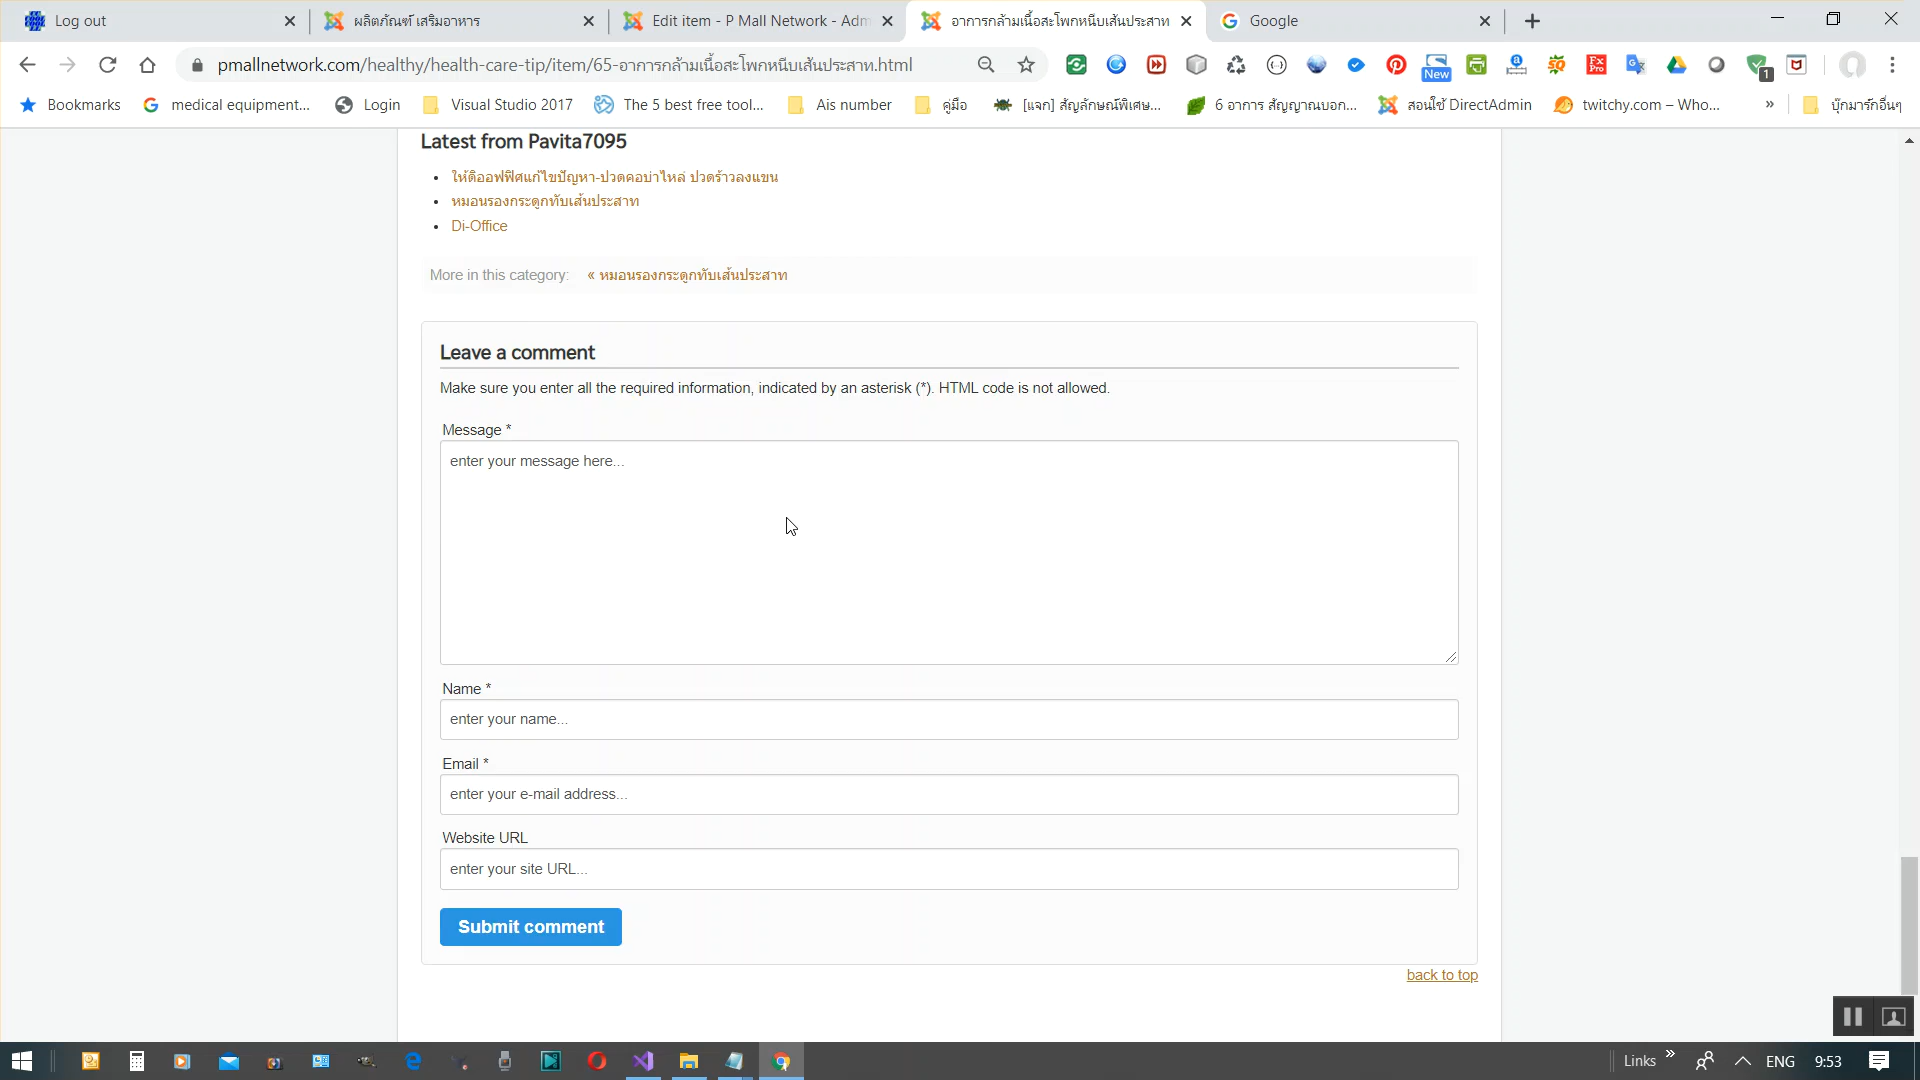 Log out
ผลิตภัณฑ์ เสริมอาหาร
Edit item - P Mall Network - Adm
อาการกล้ามเนื้อสะโพกหนีบเส้นประสาท
Google
pmallnetwork.com/healthy/health-care-tip/item/65-อาการกล้ามเนื้อสะโพกหนีบเส้นประสาท.html
New
Fx Pro
1
Bookmarks
medical equipment...
Login
Visual Studio 2017
The 5 best free tool...
Ais number
คู่มือ
[แจก] สัญลักษณ์พิเศษ...
6 อาการ สัญญาณบอก...
สอนใช้ DirectAdmin
twitchy.com – Who...
»
บุ๊กมาร์กอื่นๆ
Latest from Pavita7095
ให้ดิออฟฟิศแก้ไขปัญหา-ปวดคอบ่าไหล่ ปวดร้าวลงแขน
หมอนรองกระดูกทับเส้นประสาท
Di-Office
More in this category: « หมอนรองกระดูกทับเส้นประสาท
Leave a comment
Make sure you enter all the required information, indicated by an asterisk (*). HTML code is not allowed.
Message *
enter your message here...
Name *
enter your name...
Email *
enter your e-mail address...
Website URL
enter your site URL...
Submit comment
back to top
Links »
ENG
9:53